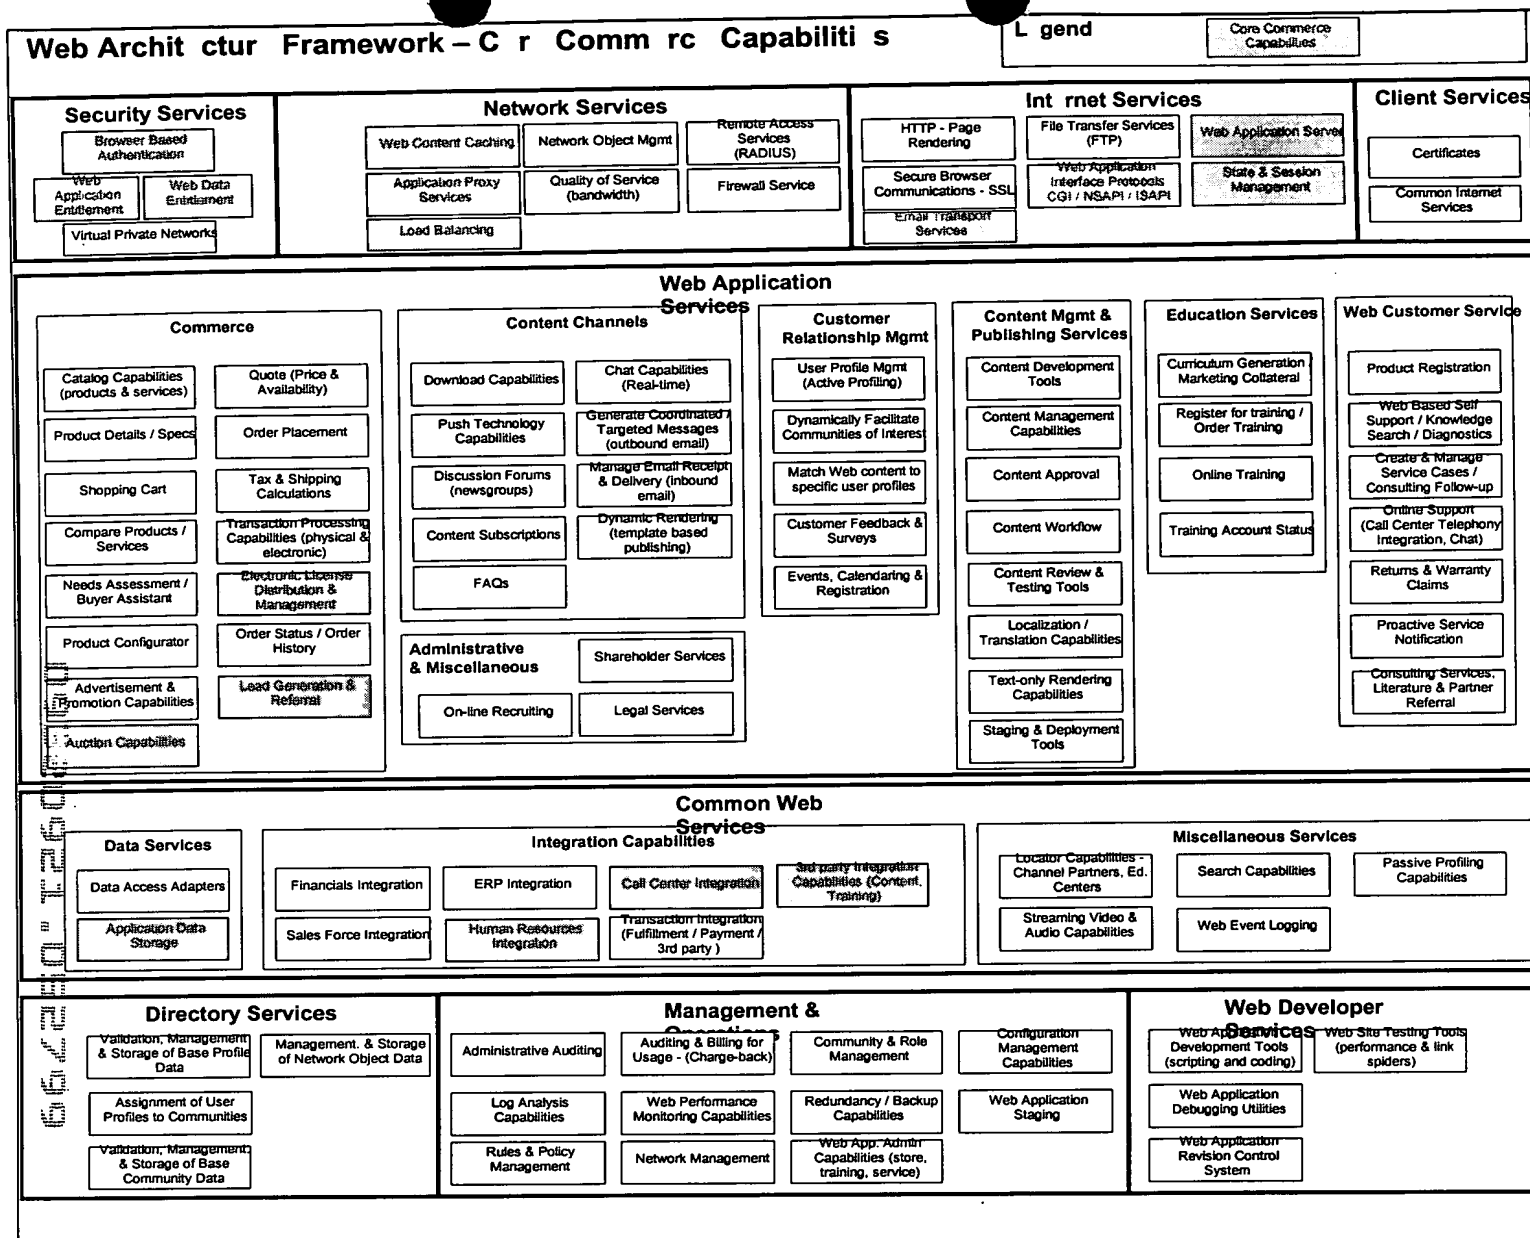 Web Archit ctur Framework – C r Comm rc Capabiliti s
L gend
Core Commerce
Capabilities
Security Services
Browser Based
Authentication
Web
Application
Entitlement
Web Data
Entitlement
Virtual Private Networks
Network Services
Web Content Caching
Network Object Mgmt
Remote Access
Services
(RADIUS)
Application Proxy
Services
Quality of Service
(bandwidth)
Firewall Service
Load Balancing
Int rnet Services
HTTP - Page
Rendering
File Transfer Services
(FTP)
Web Application Server
Secure Browser
Communications - SSL
Web Application
Interface Protocols
CGI / NSAPI / ISAPI
State & Session
Management
Email Transport
Services
Client Services
Certificates
Common Internet
Services
Web Application
Services
Commerce
Catalog Capabilities
(products & services)
Quote (Price &
Availability)
Product Details / Specs
Order Placement
Shopping Cart
Tax & Shipping
Calculations
Compare Products /
Services
Transaction Processing
Capabilities (physical &
electronic)
Needs Assessment /
Buyer Assistant
Electronic License
Distribution &
Management
Product Configurator
Order Status / Order
History
Advertisement &
Promotion Capabilities
Lead Generation &
Referral
Auction Capabilities
Content Channels
Download Capabilities
Chat Capabilities
(Real-time)
Push Technology
Capabilities
Generate Coordinated /
Targeted Messages
(outbound email)
Discussion Forums
(newsgroups)
Manage Email Receipt
& Delivery (inbound
email)
Content Subscriptions
Dynamic Rendering
(template based
publishing)
FAQs
Administrative
& Miscellaneous
Shareholder Services
On-line Recruiting
Legal Services
Customer
Relationship Mgmt
User Profile Mgmt
(Active Profiling)
Dynamically Facilitate
Communities of Interest
Match Web content to
specific user profiles
Customer Feedback &
Surveys
Events, Calendaring &
Registration
Content Mgmt &
Publishing Services
Content Development
Tools
Content Management
Capabilities
Content Approval
Content Workflow
Content Review &
Testing Tools
Localization /
Translation Capabilities
Text-only Rendering
Capabilities
Staging & Deployment
Tools
Education Services
Curriculum Generation
Marketing Collateral
Register for training /
Order Training
Online Training
Training Account Status
Web Customer Service
Product Registration
Web Based Self
Support / Knowledge
Search / Diagnostics
Create & Manage
Service Cases /
Consulting Follow-up
Online Support
(Call Center Telephony
Integration, Chat)
Returns & Warranty
Claims
Proactive Service
Notification
Consulting Services,
Literature & Partner
Referral
Common Web
Services
Data Services
Data Access Adapters
Application Data
Storage
Integration Capabilities
Financials Integration
ERP Integration
Call Center Integration
3rd party Integration
Capabilities (Content,
Training)
Sales Force Integration
Human Resources
Integration
Transaction Integration
(Fulfillment / Payment /
3rd party )
Miscellaneous Services
Locator Capabilities -
Channel Partners, Ed.
Centers
Search Capabilities
Passive Profiling
Capabilities
Streaming Video &
Audio Capabilities
Web Event Logging
Directory Services
Validation, Management
& Storage of Base Profile
Data
Management. & Storage
of Network Object Data
Assignment of User
Profiles to Communities
Validation, Management,
& Storage of Base
Community Data
Management &
Operations
Administrative Auditing
Auditing & Billing for
Usage - (Charge-back)
Community & Role
Management
Configuration
Management
Capabilities
Log Analysis
Capabilities
Web Performance
Monitoring Capabilities
Redundancy / Backup
Capabilities
Web Application
Staging
Rules & Policy
Management
Network Management
Web App. Admin
Capabilities (store,
training, service)
Web Developer
Services
Web Application
Development Tools
(scripting and coding)
Web Site Testing Tools
(performance & link
spiders)
Web Application
Debugging Utilities
Web Application
Revision Control
System